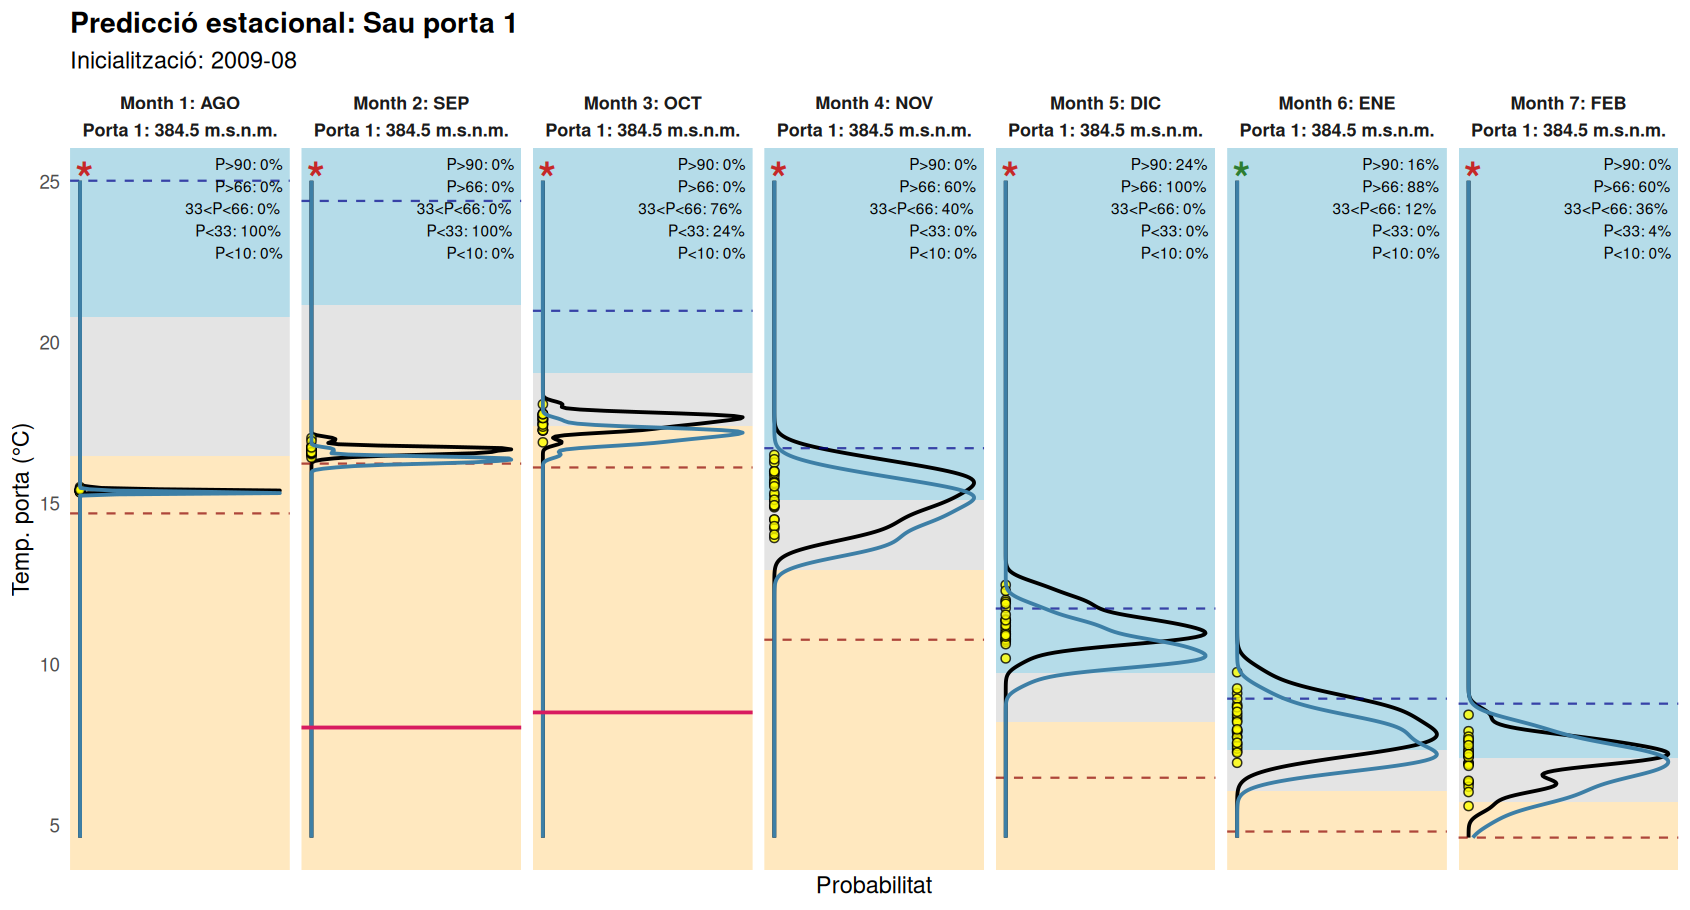 Predicció estacional: Sau porta 1
Inicialització: 2009-08
Month 1: AGO
Porta 1: 384.5 m.s.n.m.
Month 2: SEP
Porta 1: 384.5 m.s.n.m.
Month 3: OCT
Porta 1: 384.5 m.s.n.m.
Month 4: NOV
Porta 1: 384.5 m.s.n.m.
Month 5: DIC
Porta 1: 384.5 m.s.n.m.
Month 6: ENE
Porta 1: 384.5 m.s.n.m.
Month 7: FEB
Porta 1: 384.5 m.s.n.m.
*
P>90: 0%
P>66: 0%
33<P<66: 0%
P<33: 100%
P<10: 0%
*
P>90: 0%
P>66: 0%
33<P<66: 0%
P<33: 100%
P<10: 0%
*
P>90: 0%
P>66: 0%
33<P<66: 76%
P<33: 24%
P<10: 0%
*
P>90: 0%
P>66: 60%
33<P<66: 40%
P<33: 0%
P<10: 0%
*
P>90: 24%
P>66: 100%
33<P<66: 0%
P<33: 0%
P<10: 0%
*
P>90: 16%
P>66: 88%
33<P<66: 12%
P<33: 0%
P<10: 0%
*
P>90: 0%
P>66: 60%
33<P<66: 36%
P<33: 4%
P<10: 0%
25
20
15
10
5
Temp. porta (°C)
Probabilitat